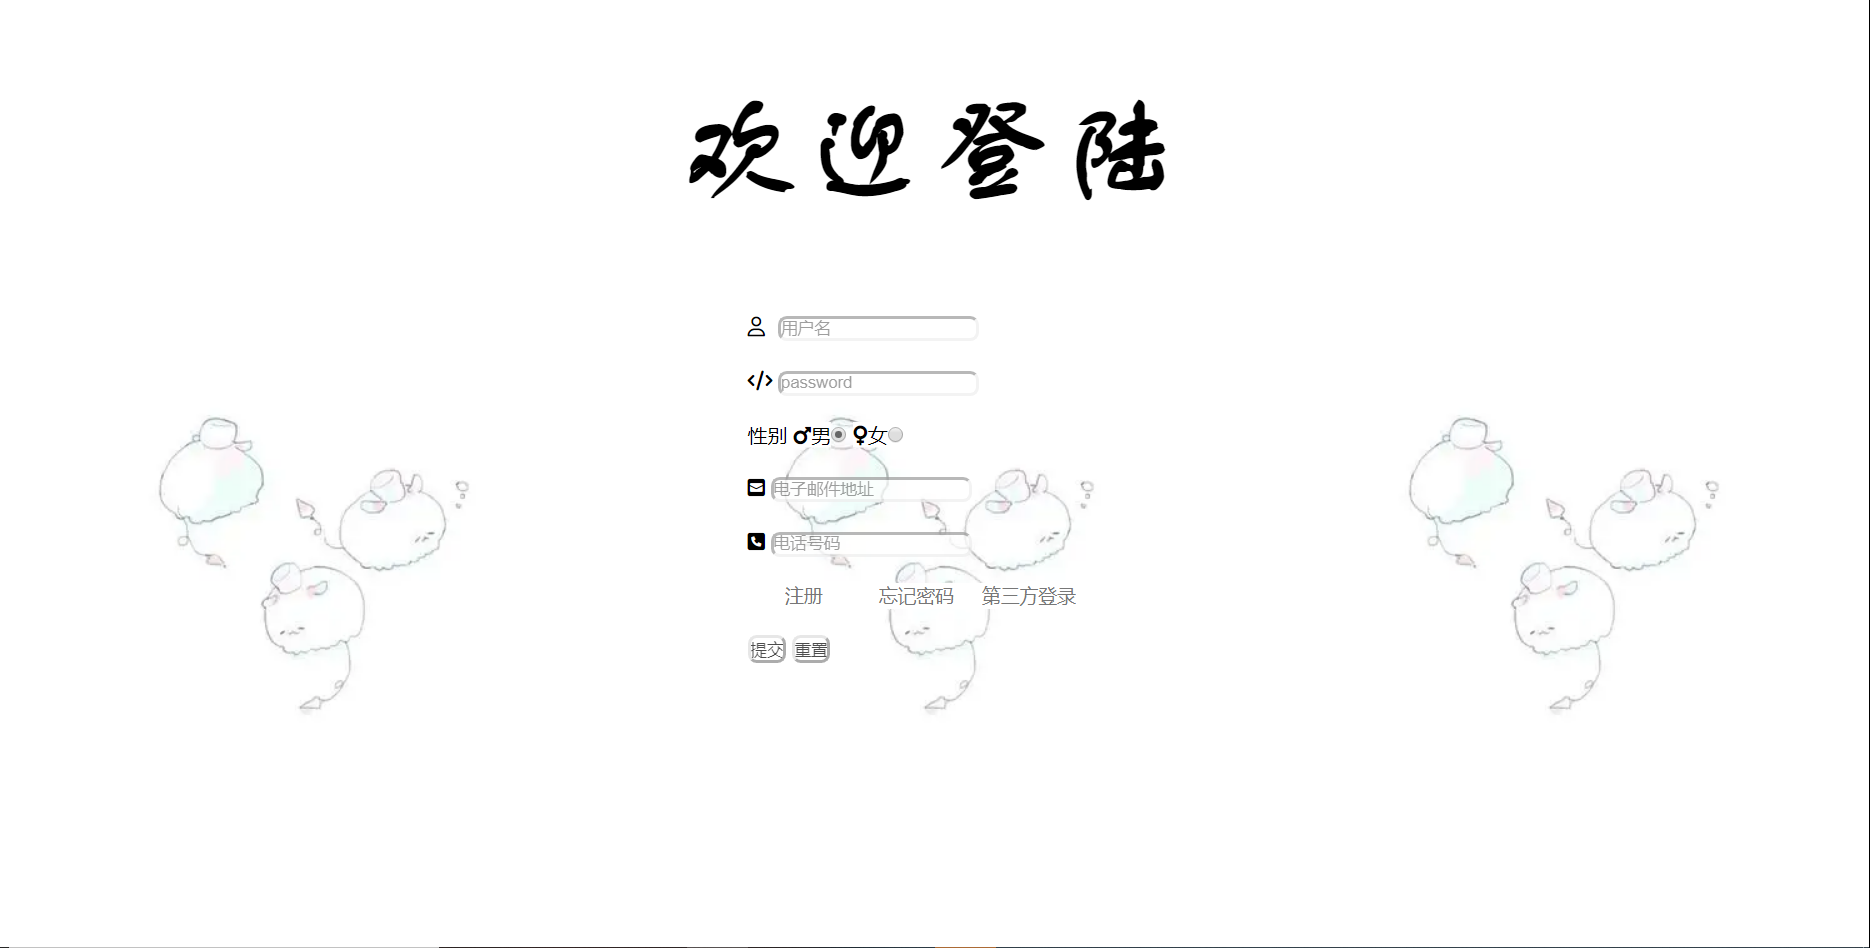 欢迎登陆
用户名
password
性别 男 女
电子邮件地址
电话号码
注册 忘记密码 第三方登录
提交 重置